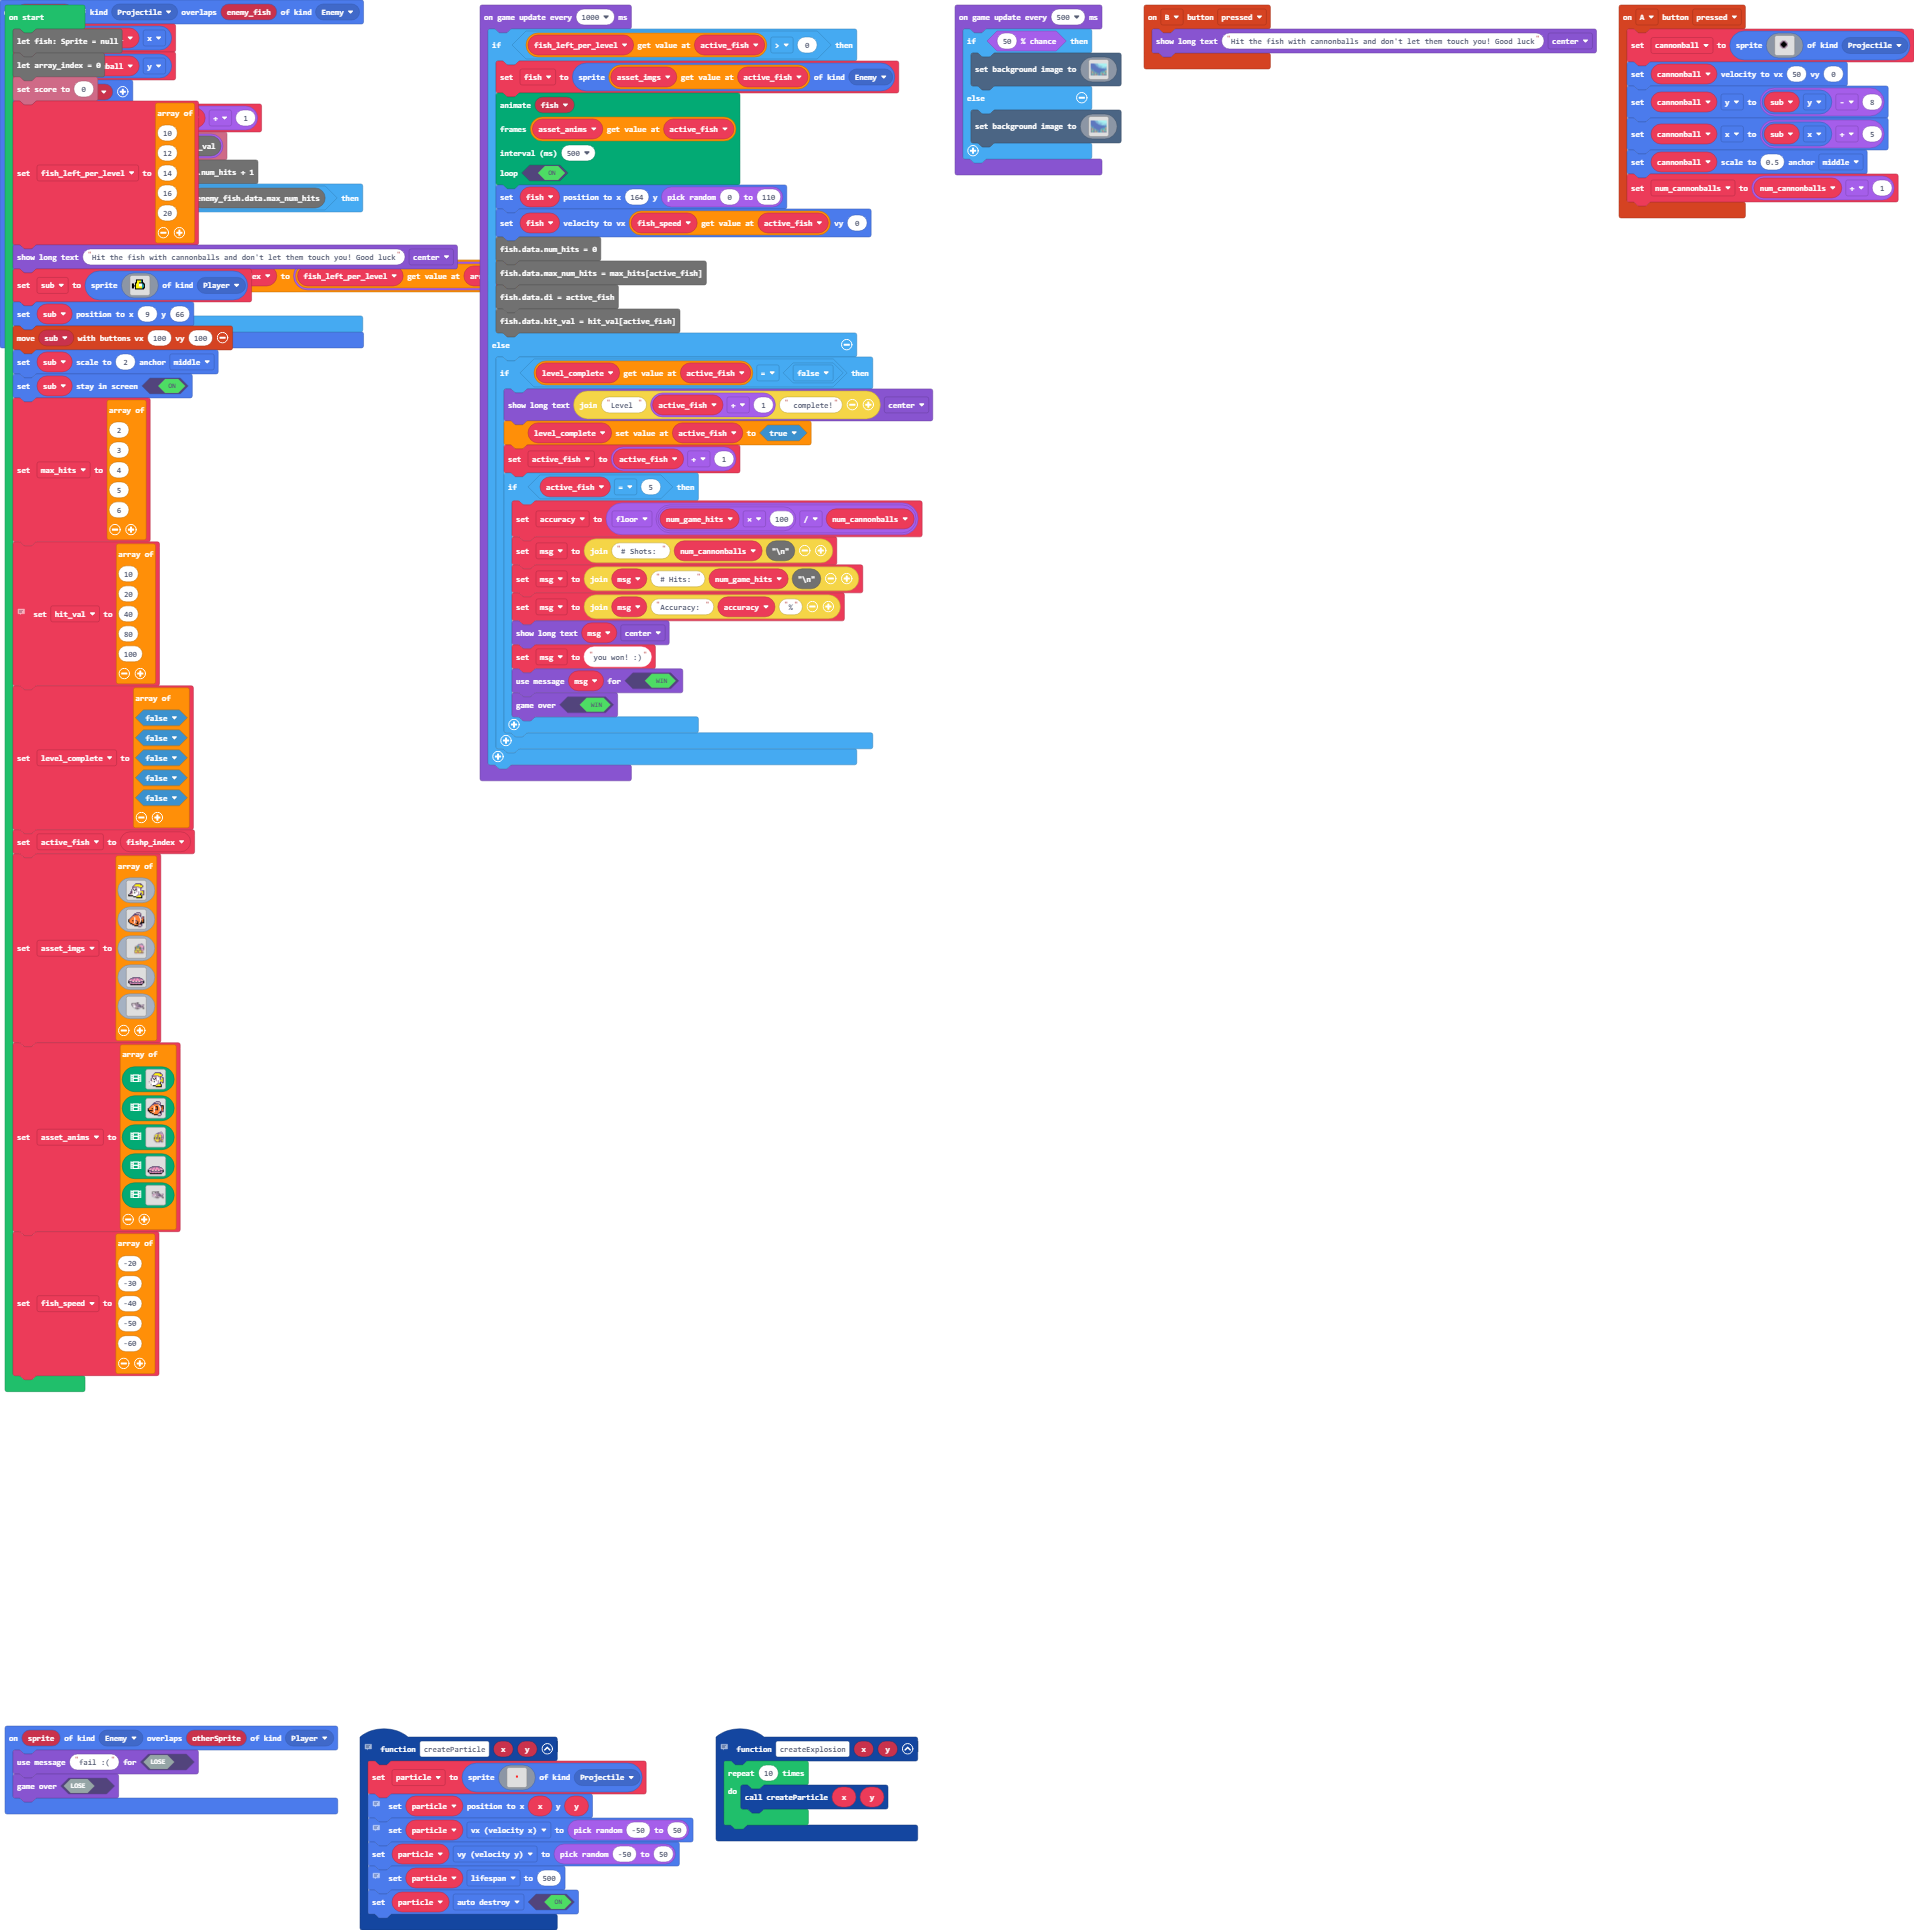 on start
let fish: Sprite = null
let array_index = 0
set score to 0
set fish_left_per_level to array of
10
12
14
16
20
show long text "Hit the fish with cannonballs and don't let them touch you! Good luck" center
set sub to sprite of kind Player
set sub position to x 9 y 66
move sub with buttons vx 100 vy 100
set sub scale to 2 anchor middle
set sub stay in screen ON
set max_hits to array of
2
3
4
5
6
set hit_val to array of
10
20
40
80
100
set level_complete to array of
false
false
false
false
false
set active_fish to fishp_index
set asset_imgs to array of
set asset_anims to array of
set fish_speed to array of
-20
-30
-40
-50
-60
kind Projectile overlaps enemy_fish of kind Enemy
x
ball y
+ 1
_val
.num_hits + 1
enemy_fish.data.max_num_hits then
ex to fish_left_per_level get value at
on game update every 1000 ms
if fish_left_per_level get value at active_fish > 0 then
set fish to sprite asset_imgs get value at active_fish of kind Enemy
animate fish
frames asset_anims get value at active_fish
interval (ms) 500
loop ON
set fish position to x 164 y pick random 0 to 110
set fish velocity to vx fish_speed get value at active_fish vy 0
fish.data.num_hits = 0
fish.data.max_num_hits = max_hits[active_fish]
fish.data.di = active_fish
fish.data.hit_val = hit_val[active_fish]
else
if level_complete get value at active_fish = false then
show long text join "Level " active_fish + 1 " complete!" center
level_complete set value at active_fish to true
set active_fish to active_fish + 1
if active_fish = 5 then
set accuracy to floor num_game_hits × 100 / num_cannonballs
set msg to join "# Shots: " num_cannonballs "\n"
set msg to join msg "# Hits: " num_game_hits "\n"
set msg to join msg "Accuracy: " accuracy "%"
show long text msg center
set msg to "you won! :)"
use message msg for WIN
game over WIN
on game update every 500 ms
if 50 % chance then
set background image to
else
set background image to
on B button pressed
show long text "Hit the fish with cannonballs and don't let them touch you! Good luck" center
on A button pressed
set cannonball to sprite of kind Projectile
set cannonball velocity to vx 50 vy 0
set cannonball y to sub y - 8
set cannonball x to sub x + 5
set cannonball scale to 0.5 anchor middle
set num_cannonballs to num_cannonballs + 1
on sprite of kind Enemy overlaps otherSprite of kind Player
use message "fail :(" for LOSE
game over LOSE
function createParticle x y
set particle to sprite of kind Projectile
set particle position to x x y y
set particle vx (velocity x) to pick random -50 to 50
set particle vy (velocity y) to pick random -50 to 50
set particle lifespan to 500
set particle auto destroy ON
function createExplosion x y
repeat 10 times
do call createParticle x y